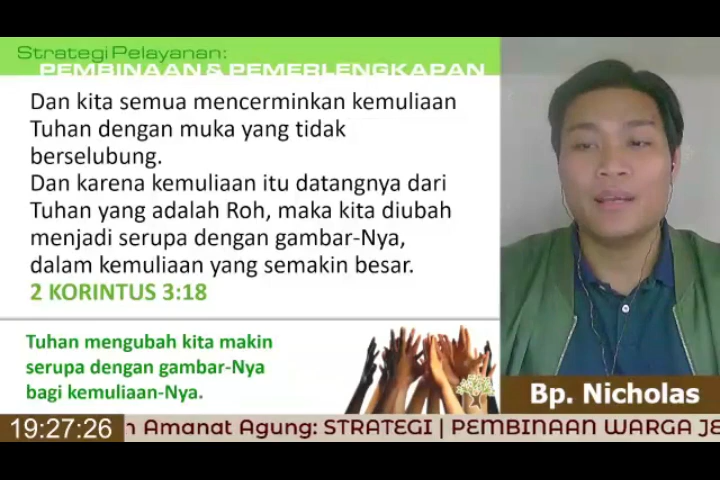 Strategi Pelayanan:
PEMBINAAN & PEMERLENGKAPAN
Dan kita semua mencerminkan kemuliaan
Tuhan dengan muka yang tidak
berselubung.
Dan karena kemuliaan itu datangnya dari
Tuhan yang adalah Roh, maka kita diubah
menjadi serupa dengan gambar-Nya,
dalam kemuliaan yang semakin besar.
2 KORINTUS 3:18
Tuhan mengubah kita makin
serupa dengan gambar-Nya
bagi kemuliaan-Nya.
Bp. Nicholas
19:27:26 n Amanat Agung: STRATEGI | PEMBINAAN WARGA JE